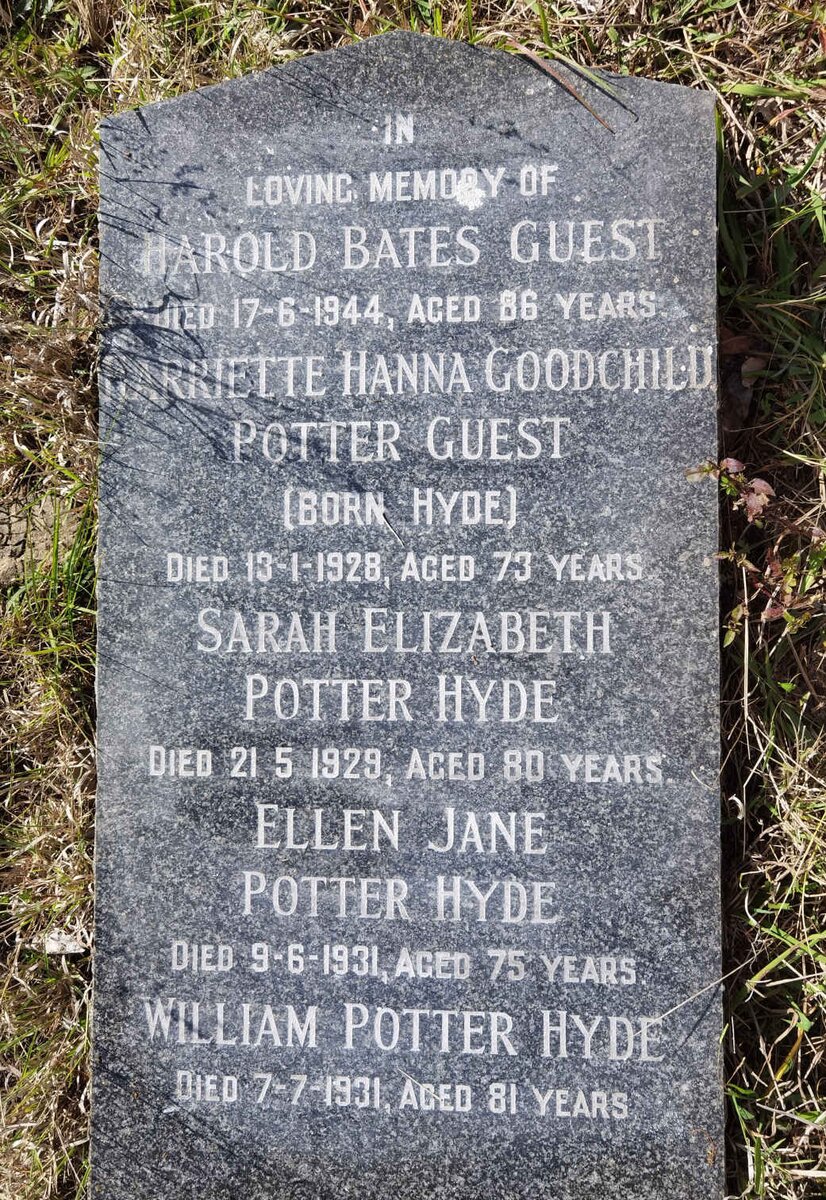 IN
LOVING MEMORY OF
HAROLD BATES GUEST
DIED 17-6-1944, AGED 86 YEARS.
HARRIETTE HANNA GOODCHILD
POTTER GUEST
(BORN HYDE)
DIED 13-1-1928, AGED 73 YEARS.
SARAH ELIZABETH
POTTER HYDE
DIED 21 5 1929, AGED 80 YEARS.
ELLEN JANE
POTTER HYDE
DIED 9-6-1931, AGED 75 YEARS.
WILLIAM POTTER HYDE
DIED 7-7-1931, AGED 81 YEARS